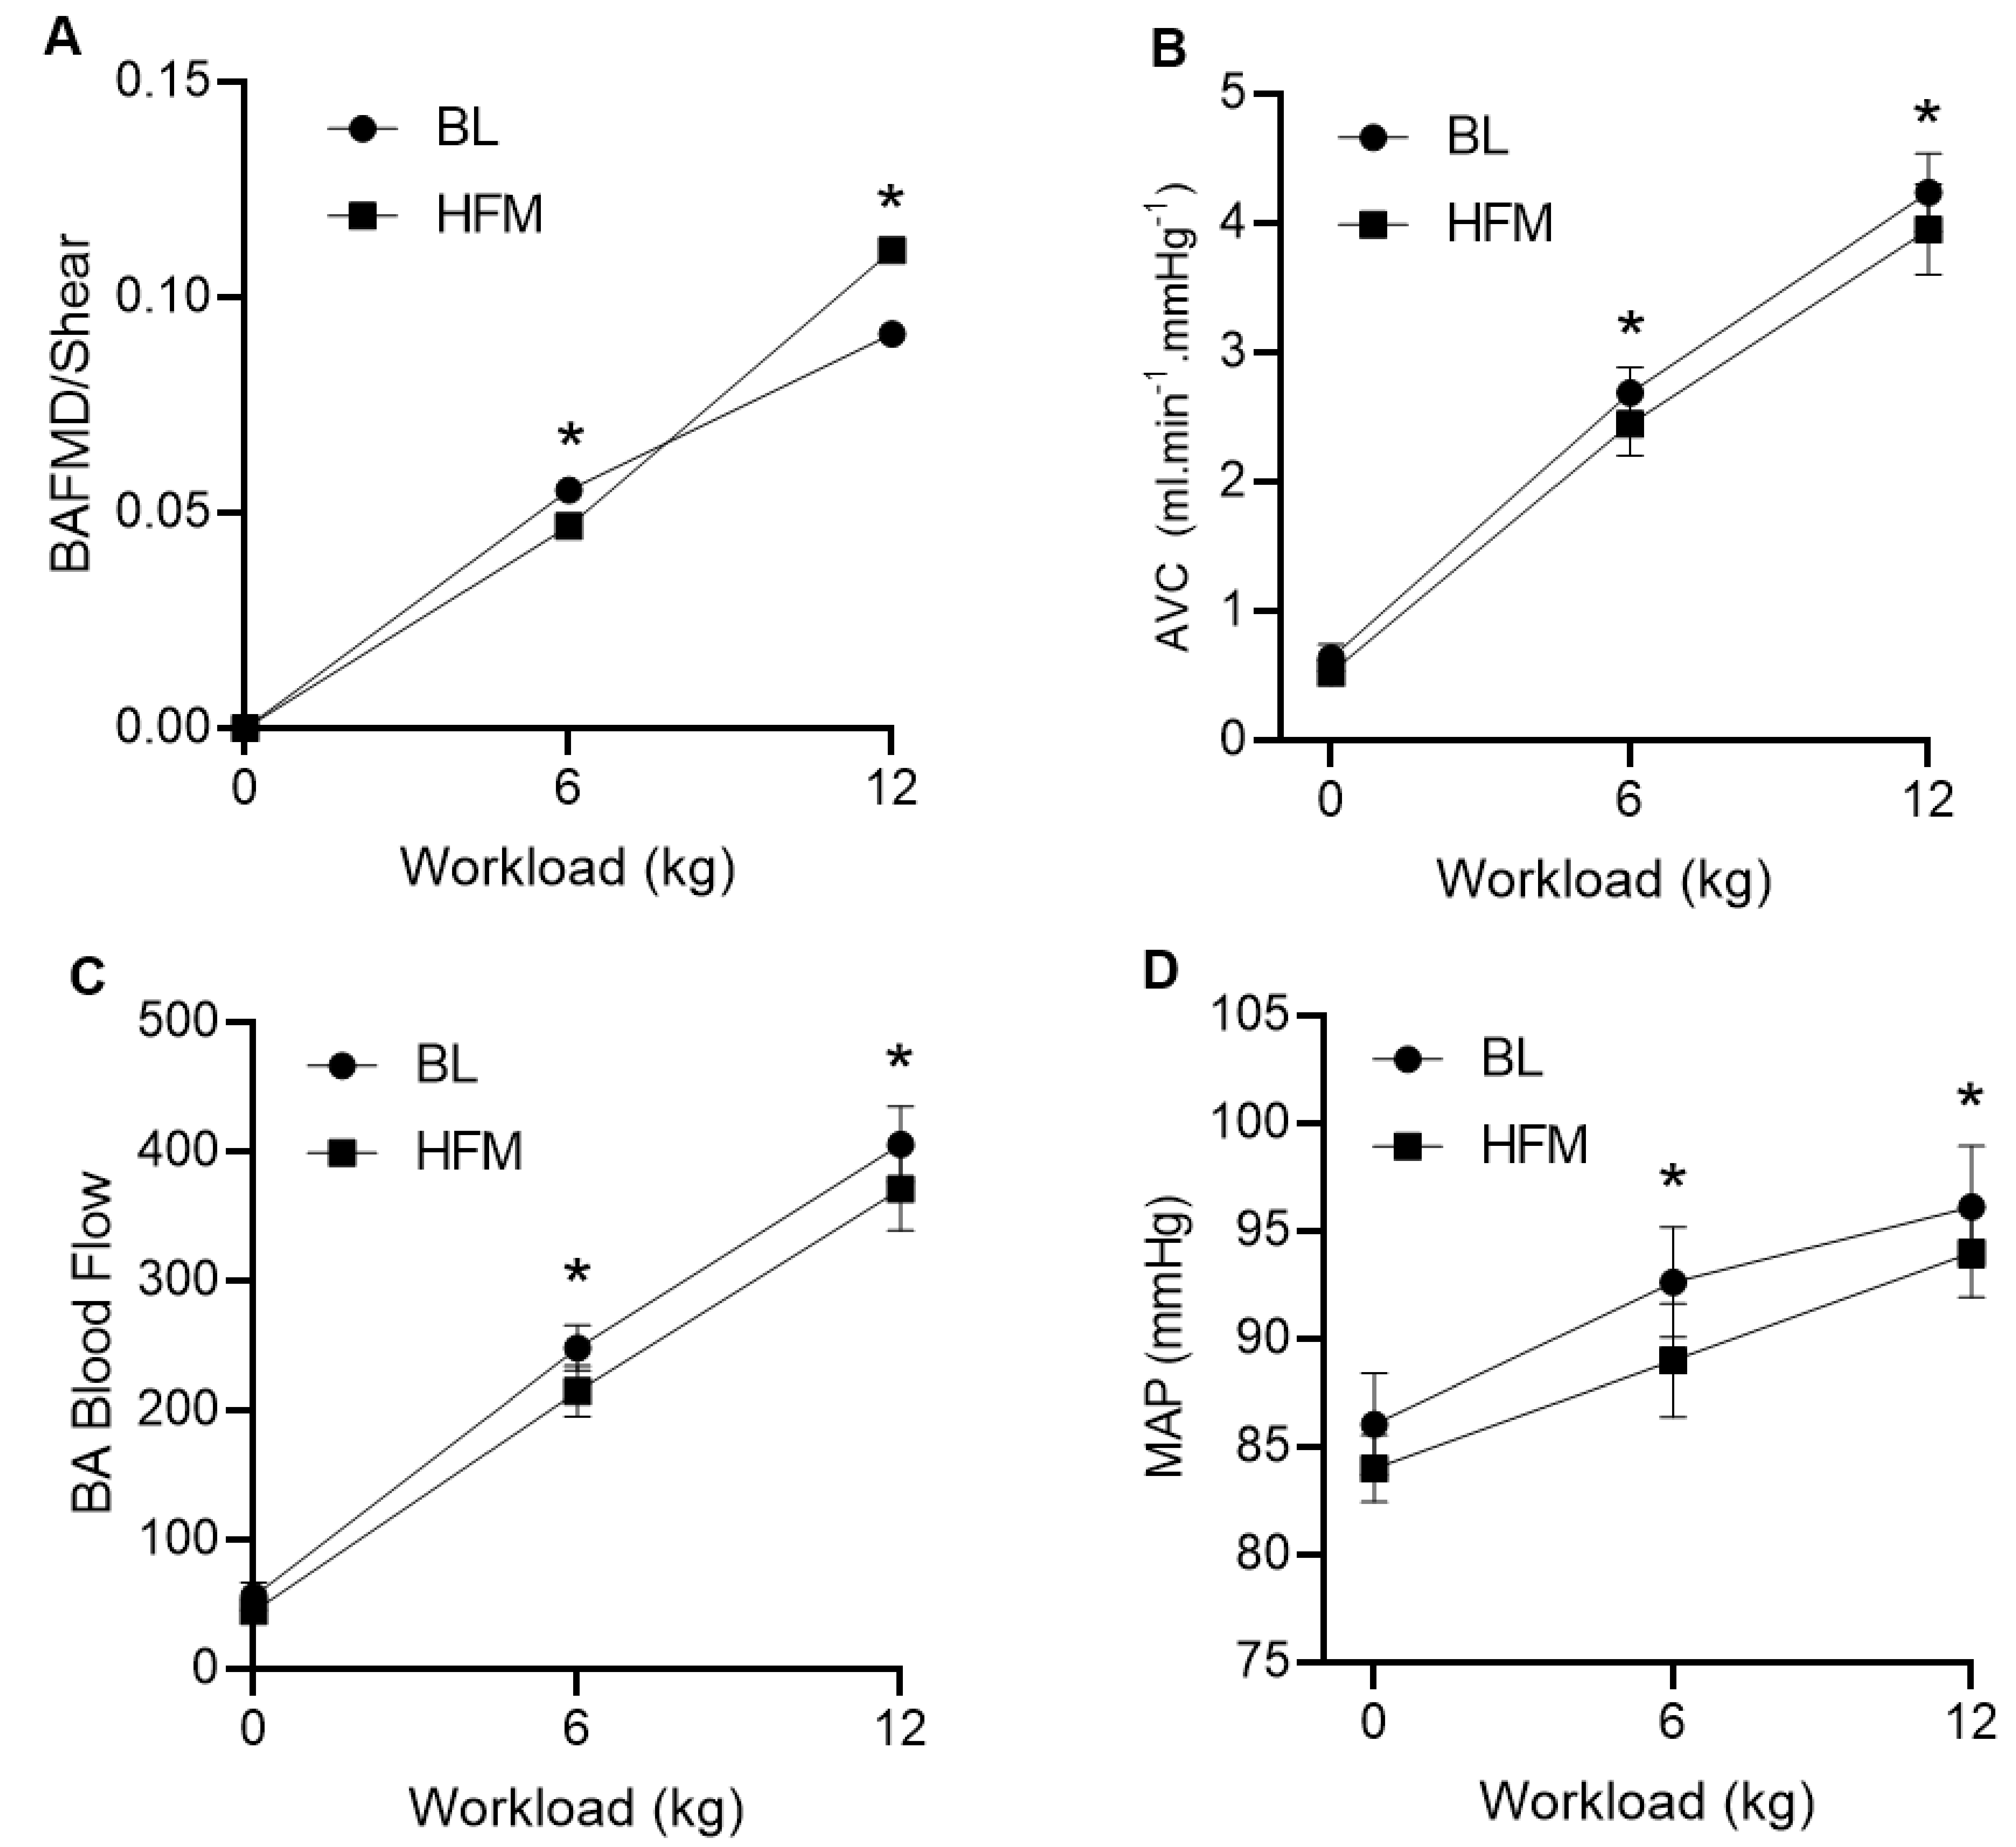 A
BAFMD/Shear
0.15
0.10
0.05
0.00
BL
HFM
*
*
0 6 12
Workload (kg)
B
AVC (ml.min-1.mmHg-1)
5
4
3
2
1
0
BL
HFM
*
*
0 6 12
Workload (kg)
C
BA Blood Flow
500
400
300
200
100
0
BL
HFM
*
*
0 6 12
Workload (kg)
D
MAP (mmHg)
105
100
95
90
85
80
75
BL
HFM
*
*
0 6 12
Workload (kg)